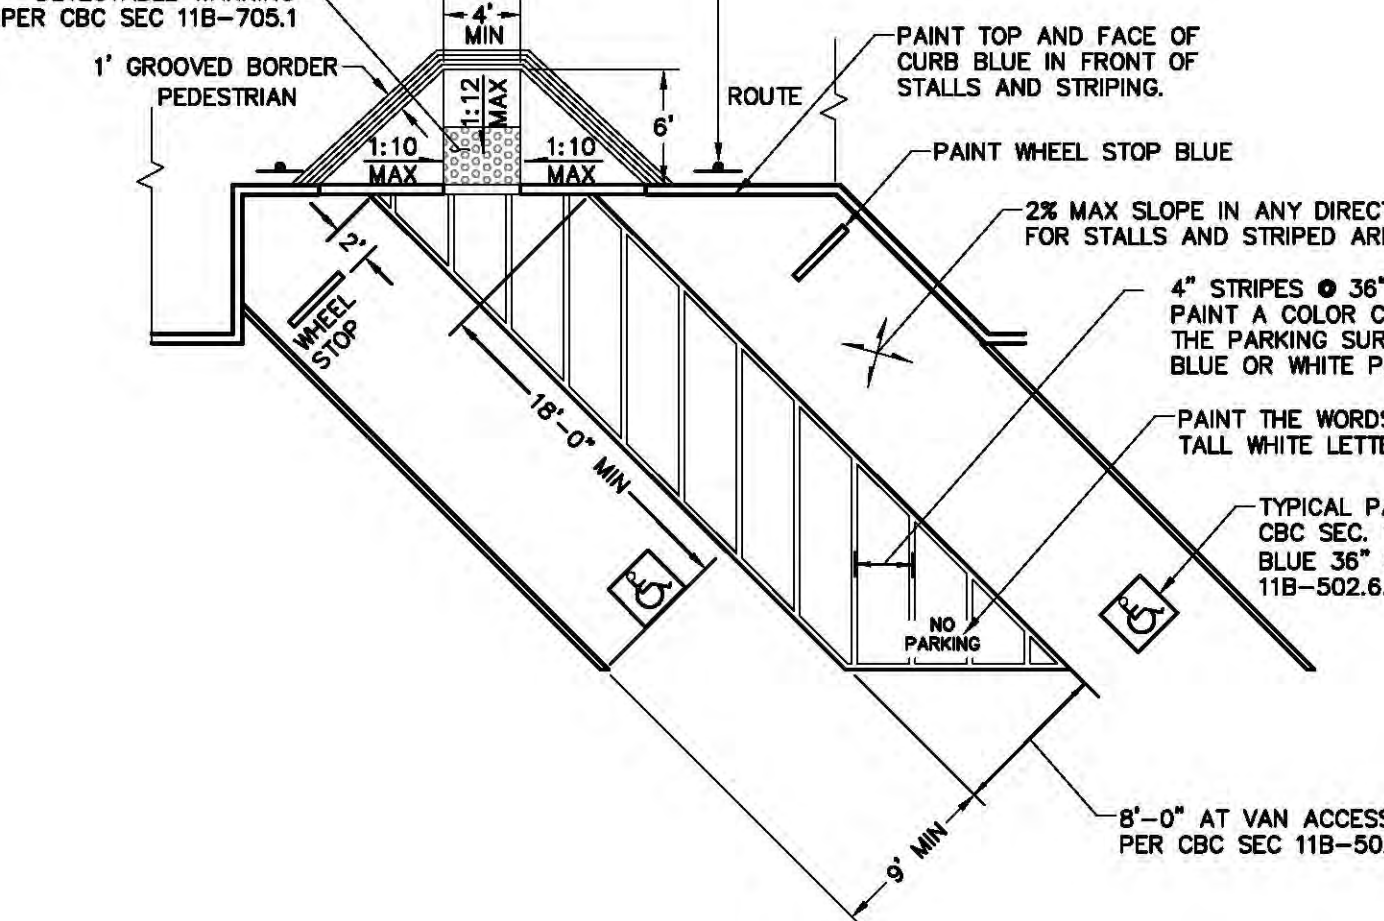 PER CBC SEC 11B-705.1
4'
MIN
1' GROOVED BORDER
PEDESTRIAN
1:12
MAX
6'
ROUTE
1:10
MAX
1:10
MAX
PAINT TOP AND FACE OF
CURB BLUE IN FRONT OF
STALLS AND STRIPING.
PAINT WHEEL STOP BLUE
2% MAX SLOPE IN ANY DIRECT
FOR STALLS AND STRIPED ARE
2'
WHEEL
STOP
4" STRIPES @ 36"
PAINT A COLOR C
THE PARKING SUR
BLUE OR WHITE P
18'-0" MIN
PAINT THE WORDS
TALL WHITE LETTE
TYPICAL PA
CBC SEC.
BLUE 36"
11B-502.6.
NO
PARKING
8'-0" AT VAN ACCESS
PER CBC SEC 11B-50
9' MIN